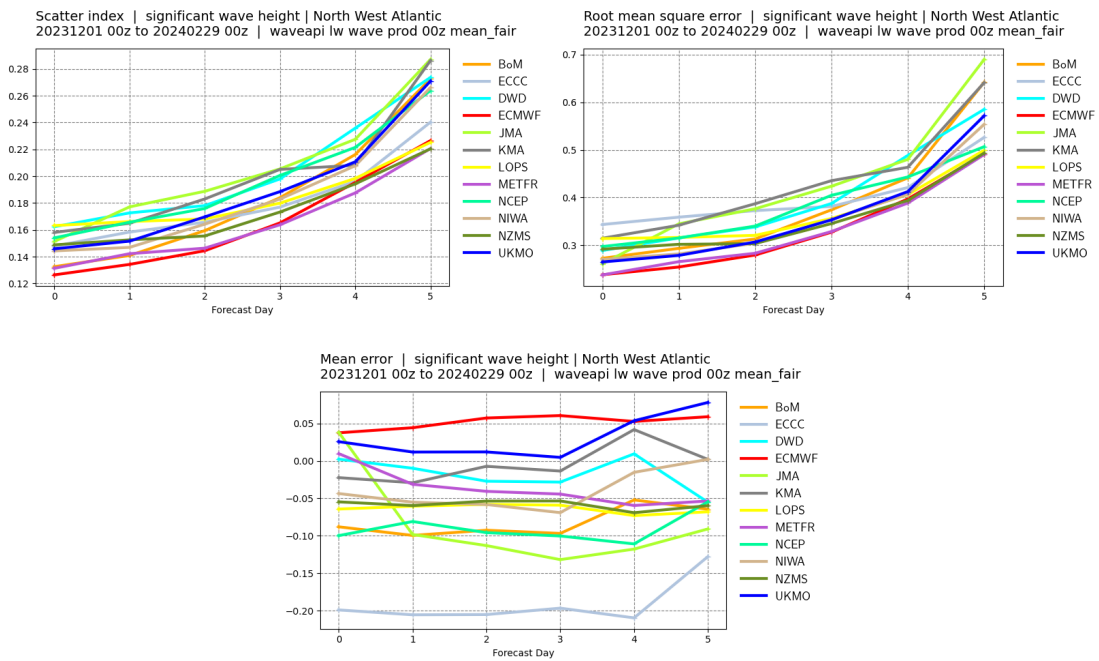 Scatter index | significant wave height | North West Atlantic
20231201 00z to 20240229 00z | waveapi lw wave prod 00z mean_fair
0.28
0.26
0.24
0.22
0.20
0.18
0.16
0.14
0.12
0 1 2 3 4 5
Forecast Day
BoM
ECCC
DWD
ECMWF
JMA
KMA
LOPS
METFR
NCEP
NIWA
NZMS
UKMO
Root mean square error | significant wave height | North West Atlantic
20231201 00z to 20240229 00z | waveapi lw wave prod 00z mean_fair
0.7
0.6
0.5
0.4
0.3
0 1 2 3 4 5
Forecast Day
BoM
ECCC
DWD
ECMWF
JMA
KMA
LOPS
METFR
NCEP
NIWA
NZMS
UKMO
Mean error | significant wave height | North West Atlantic
20231201 00z to 20240229 00z | waveapi lw wave prod 00z mean_fair
0.05
0.00
−0.05
−0.10
−0.15
−0.20
0 1 2 3 4 5
Forecast Day
BoM
ECCC
DWD
ECMWF
JMA
KMA
LOPS
METFR
NCEP
NIWA
NZMS
UKMO